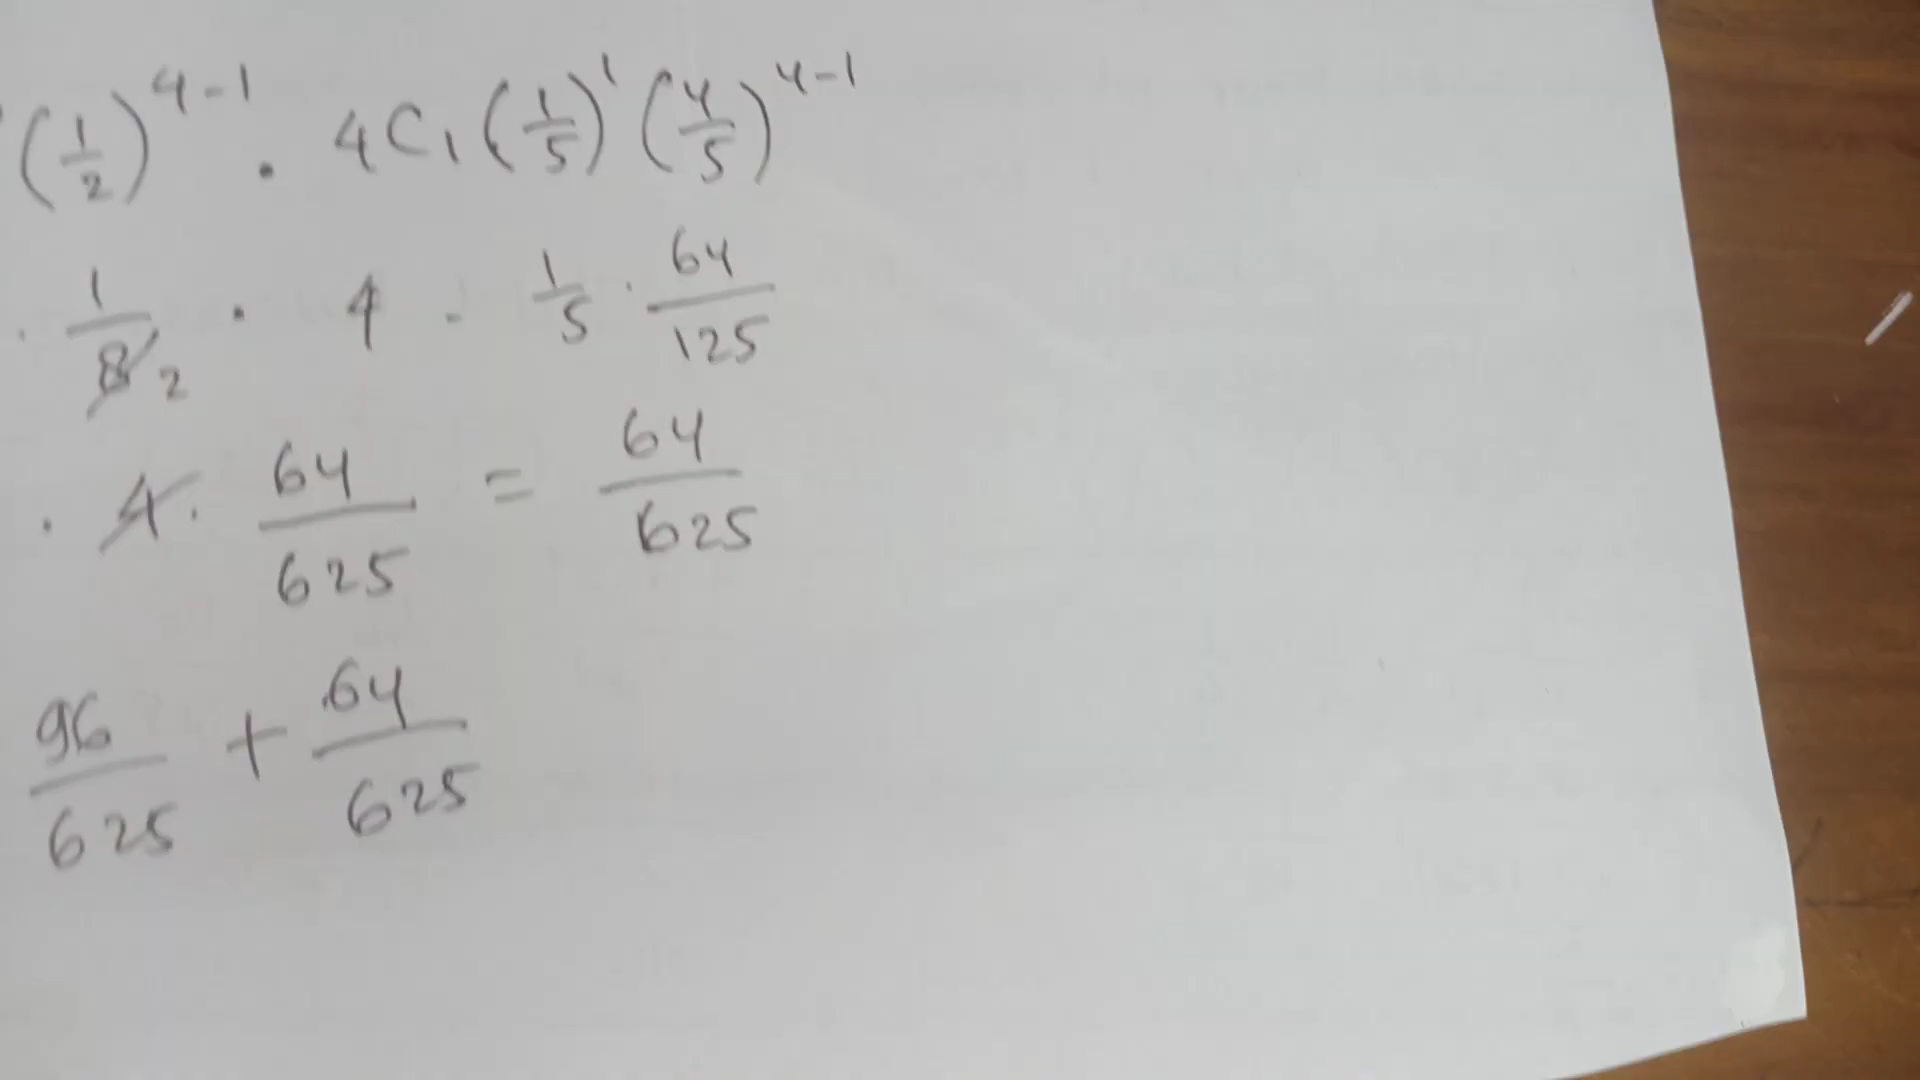 (1/2)^4-1 . 4C1 (1/5)^1 (4/5)^4-1
. 1/8 2 . 4 . 1/5 . 64/125
. 4 . 64/625 = 64/625
96/625 + 64/625